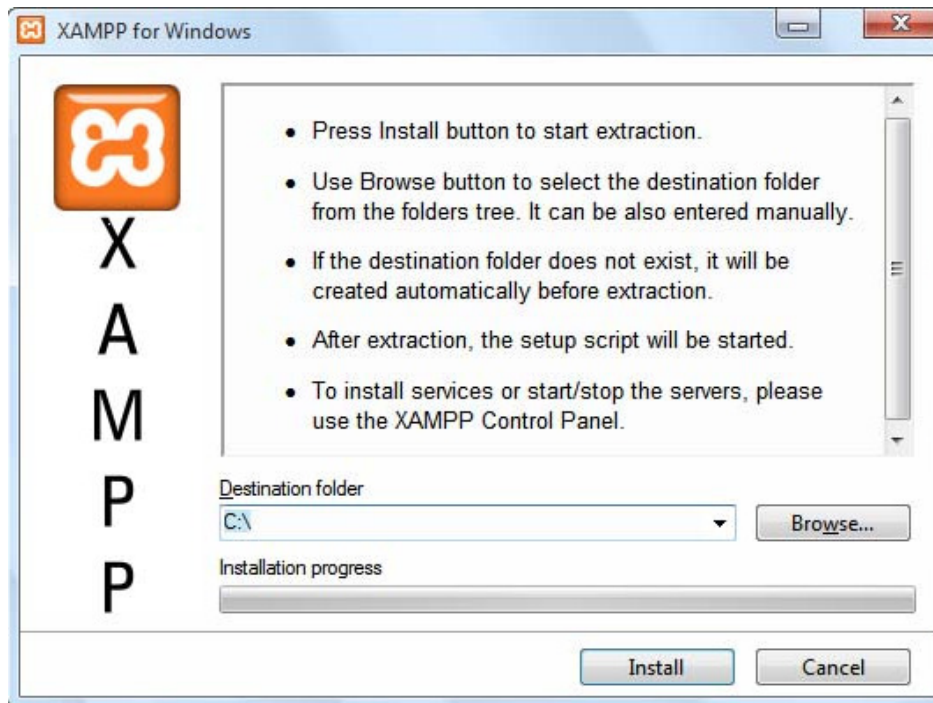 XAMPP for Windows
X
A
M
P
P
• Press Install button to start extraction.
• Use Browse button to select the destination folder
from the folders tree. It can be also entered manually.
• If the destination folder does not exist, it will be
created automatically before extraction.
• After extraction, the setup script will be started.
• To install services or start/stop the servers, please
use the XAMPP Control Panel.
Destination folder
C:\
Browse...
Installation progress
Install
Cancel